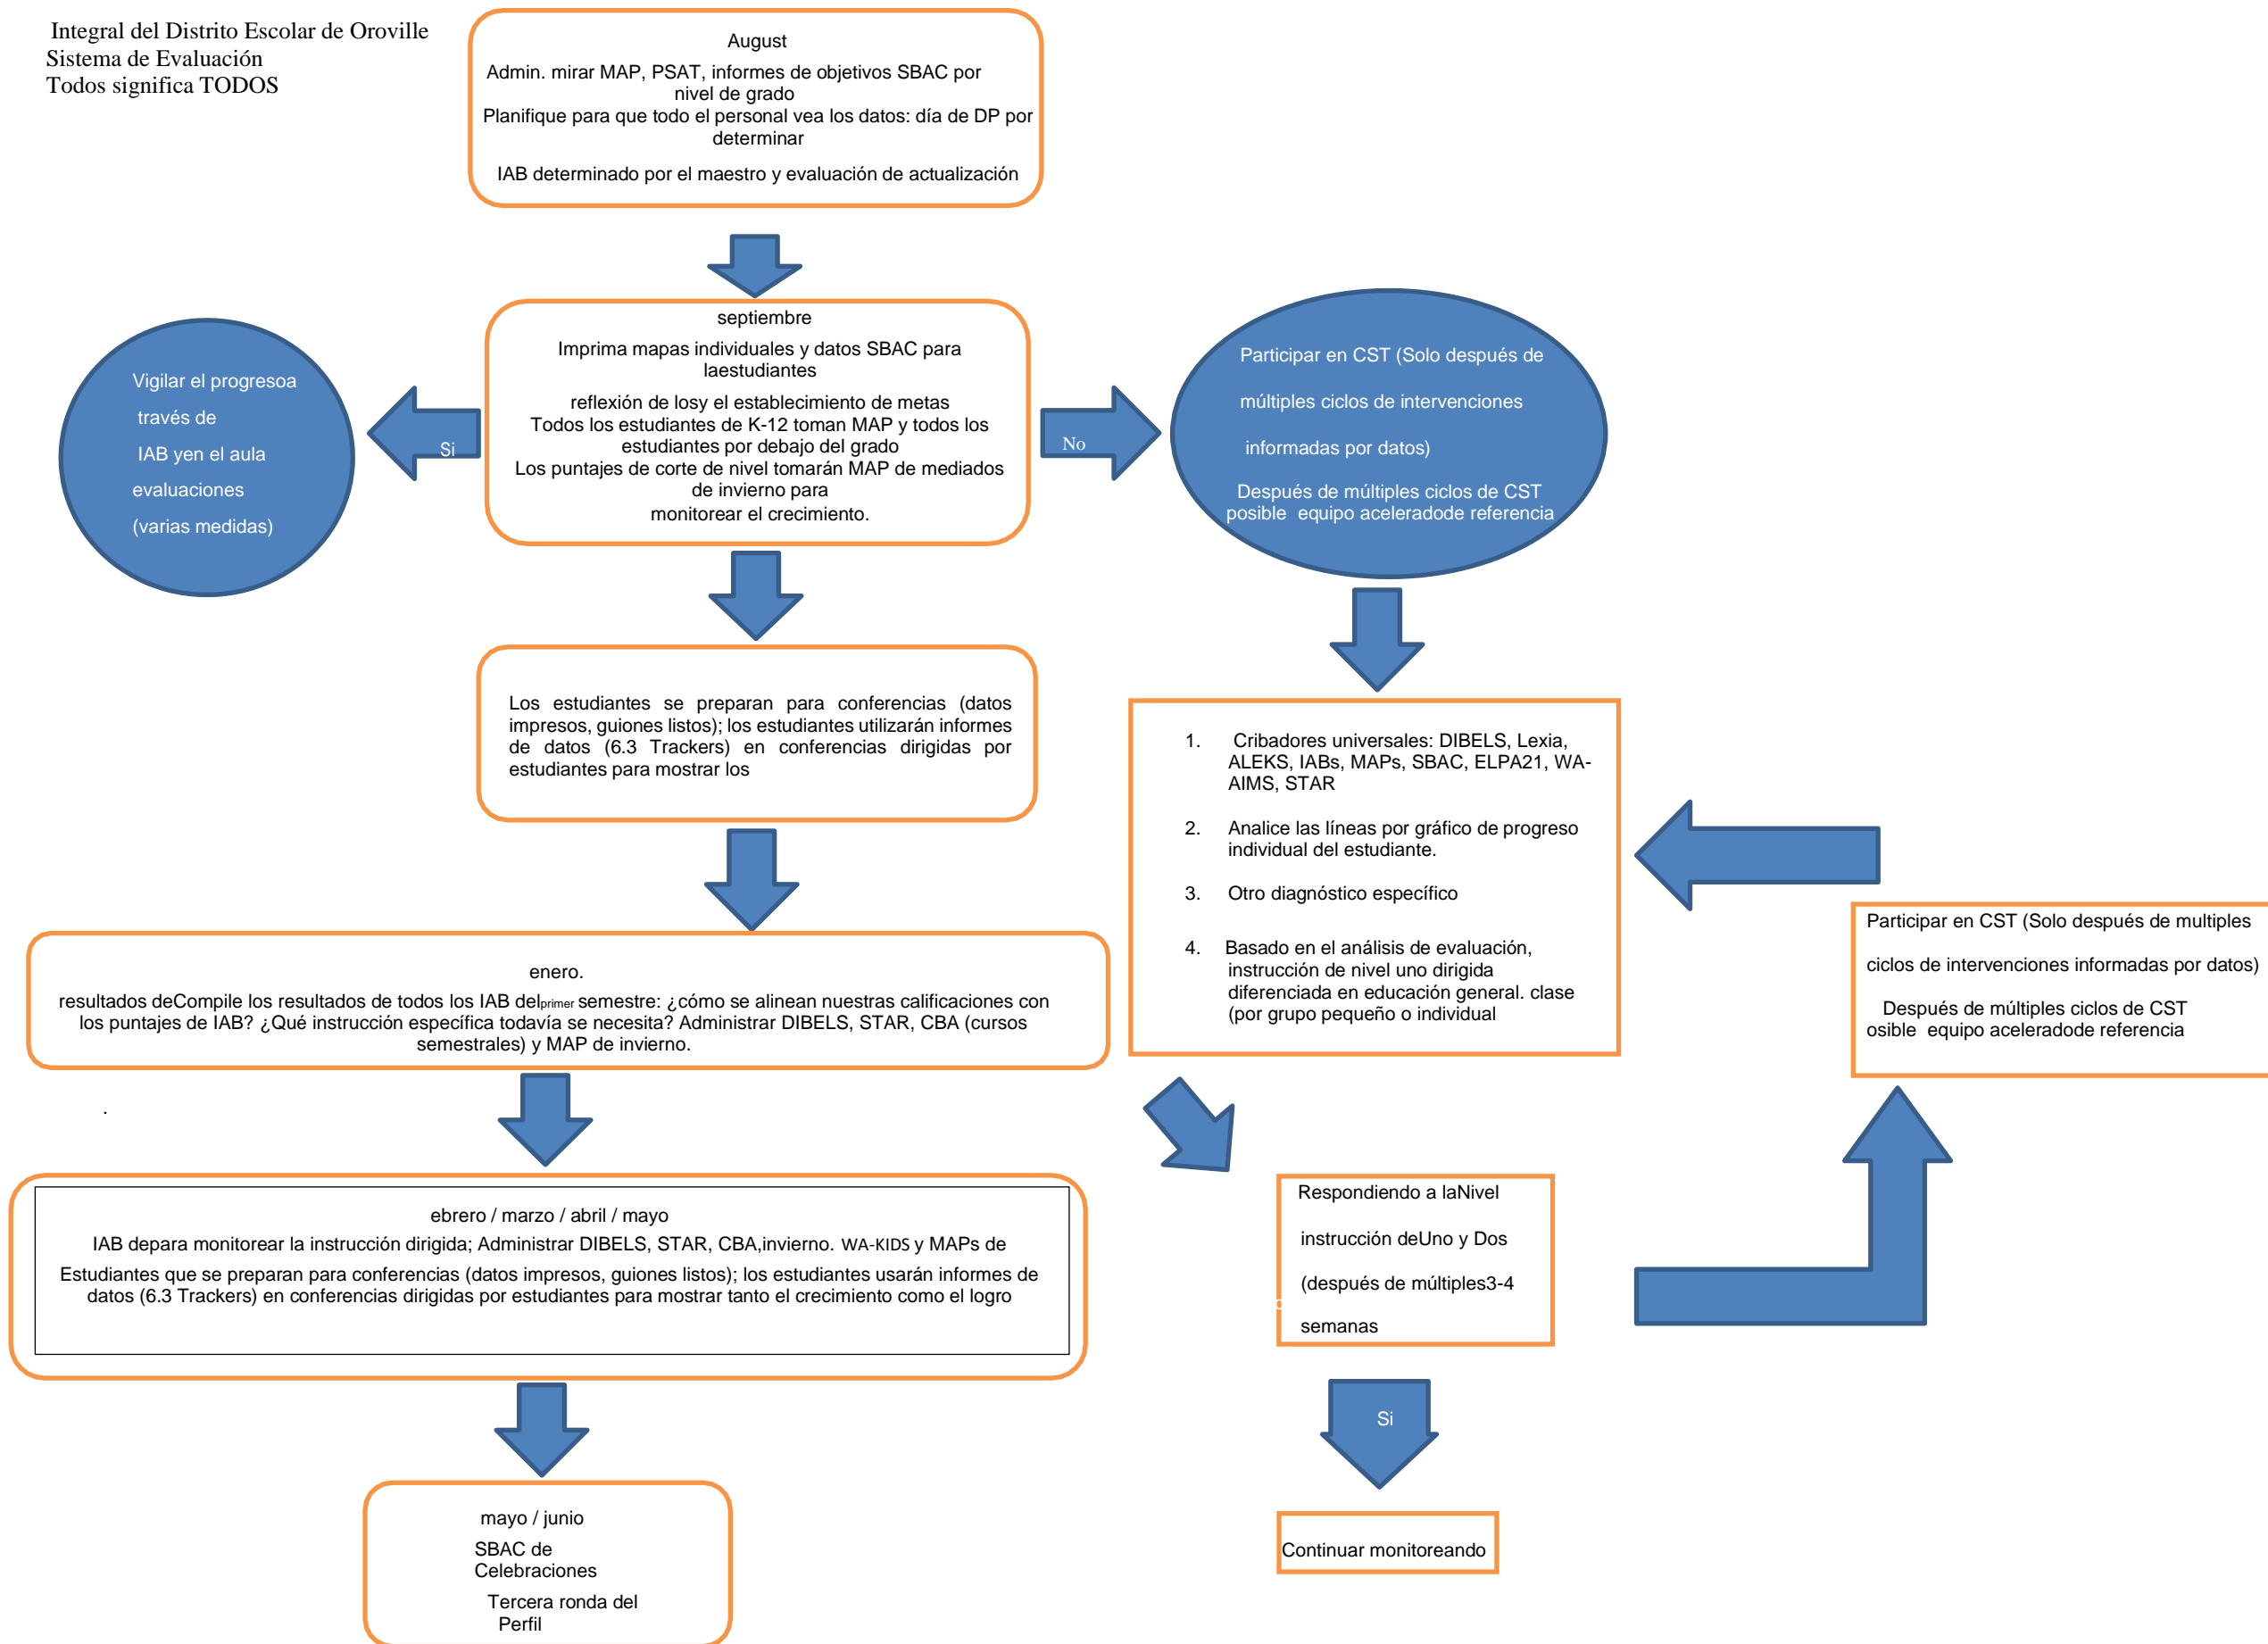 Integral del Distrito Escolar de Oroville
Sistema de Evaluación
Todos significa TODOS
August
Admin. mirar MAP, PSAT, informes de objetivos SBAC por
nivel de grado
Planifique para que todo el personal vea los datos: día de DP por
determinar
IAB determinado por el maestro y evaluación de actualización
septiembre
Imprima mapas individuales y datos SBAC para
laestudiantes
reflexión de losy el establecimiento de metas
Todos los estudiantes de K-12 toman MAP y todos los
estudiantes por debajo del grado
Los puntajes de corte de nivel tomarán MAP de mediados
de invierno para
monitorear el crecimiento.
Si
Vigilar el progresoa
través de
IAB yen el aula
evaluaciones
(varias medidas)
No
Participar en CST (Solo después de
múltiples ciclos de intervenciones
informadas por datos)
Después de múltiples ciclos de CST
posible equipo aceleradode referencia
Los estudiantes se preparan para conferencias (datos
impresos, guiones listos); los estudiantes utilizarán informes
de datos (6.3 Trackers) en conferencias dirigidas por
estudiantes para mostrar los
1. Cribadores universales: DIBELS, Lexia,
ALEKS, IABs, MAPs, SBAC, ELPA21, WA-
AIMS, STAR
2. Analice las líneas por gráfico de progreso
individual del estudiante.
3. Otro diagnóstico específico
4. Basado en el análisis de evaluación,
instrucción de nivel uno dirigida
diferenciada en educación general. clase
(por grupo pequeño o individual
Participar en CST (Solo después de multiples
ciclos de intervenciones informadas por datos)
Después de múltiples ciclos de CST
osible equipo aceleradode referencia
enero.
resultados deCompile los resultados de todos los IAB delprimer semestre: ¿cómo se alinean nuestras calificaciones con
los puntajes de IAB? ¿Qué instrucción específica todavía se necesita? Administrar DIBELS, STAR, CBA (cursos
semestrales) y MAP de invierno.
.
ebrero / marzo / abril / mayo
IAB depara monitorear la instrucción dirigida; Administrar DIBELS, STAR, CBA,invierno. WA-KIDS y MAPs de
Estudiantes que se preparan para conferencias (datos impresos, guiones listos); los estudiantes usarán informes de
datos (6.3 Trackers) en conferencias dirigidas por estudiantes para mostrar tanto el crecimiento como el logro
Respondiendo a laNivel
instrucción deUno y Dos
(después de múltiples3-4
semanas
Si
Continuar monitoreando
mayo / junio
SBAC de
Celebraciones
Tercera ronda del
Perfil